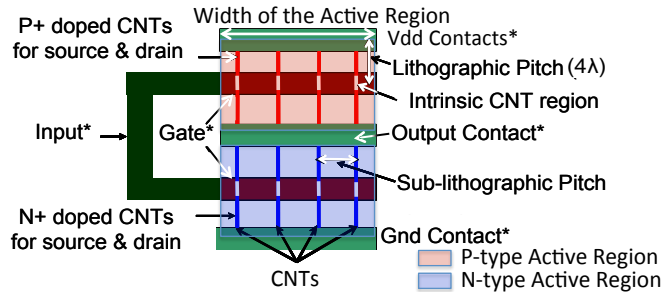 Width of the Active Region
P+ doped CNTs
for source & drain
Vdd Contacts*
Lithographic Pitch (4λ)
Intrinsic CNT region
Input*
Gate*
Output Contact*
Sub-lithographic Pitch
N+ doped CNTs
for source & drain
Gnd Contact*
CNTs
P-type Active Region
N-type Active Region